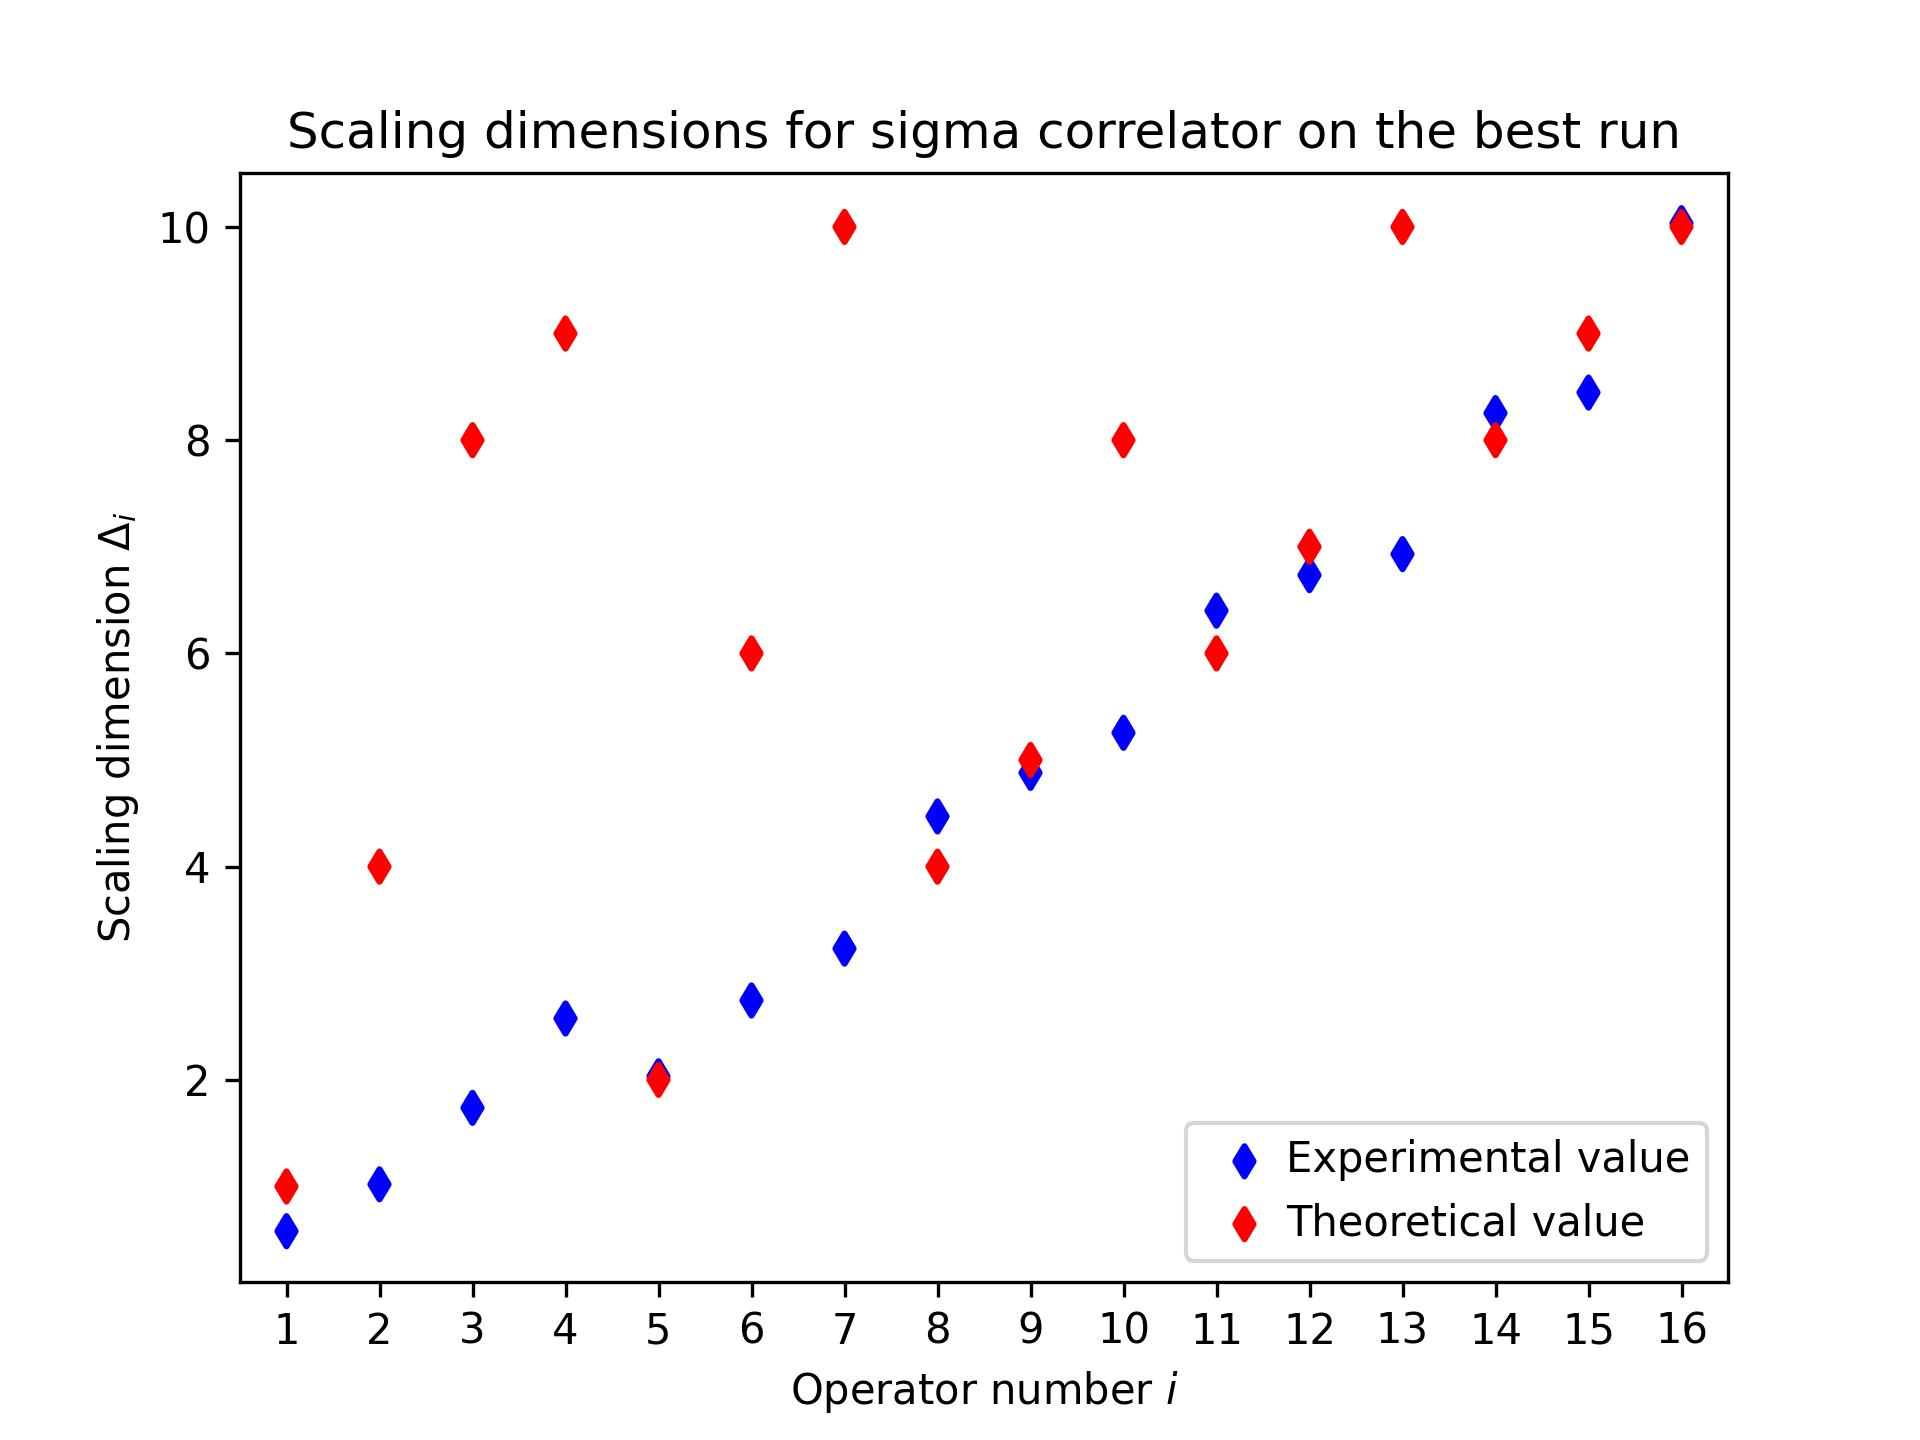 Scaling dimensions for sigma correlator on the best run
Scaling dimension Δᵢ
10
8
6
4
2
Experimental value
Theoretical value
1 2 3 4 5 6 7 8 9 10 11 12 13 14 15 16
Operator number i